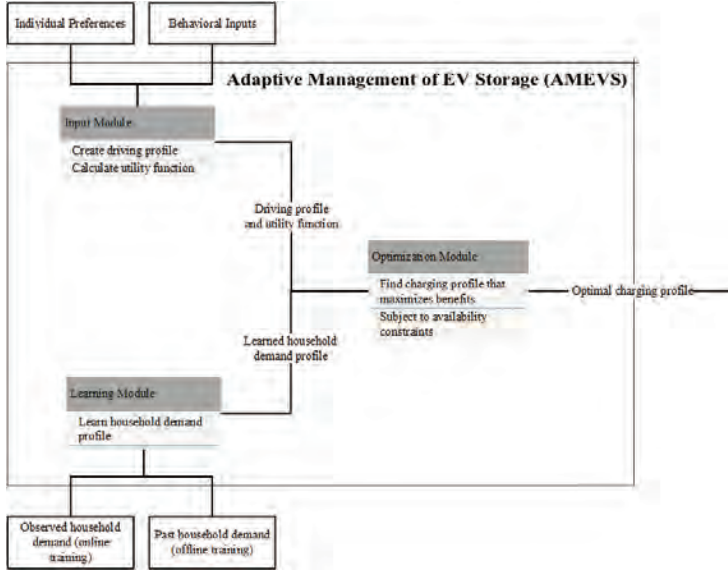 Individual Preferences
Behavioral Inputs
Adaptive Management of EV Storage (AMEVS)
Input Module
Create driving profile
Calculate utility function
Driving profile
and utility function
Optimization Module
Find charging profile that
maximizes benefits
Subject to availability
constraints
Optimal charging profile
Learned household
demand profile
Learning Module
Learn household demand
profile
Observed household
demand (online
training)
Past household demand
(offline training)